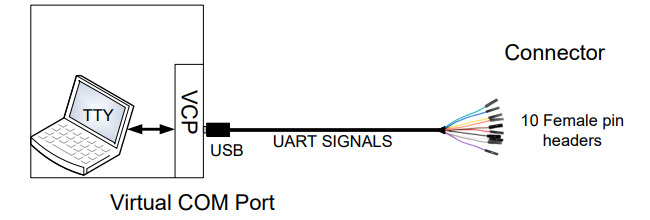 Connector
TTY
VCP
10 Female pin
headers
USB
UART SIGNALS
Virtual COM Port